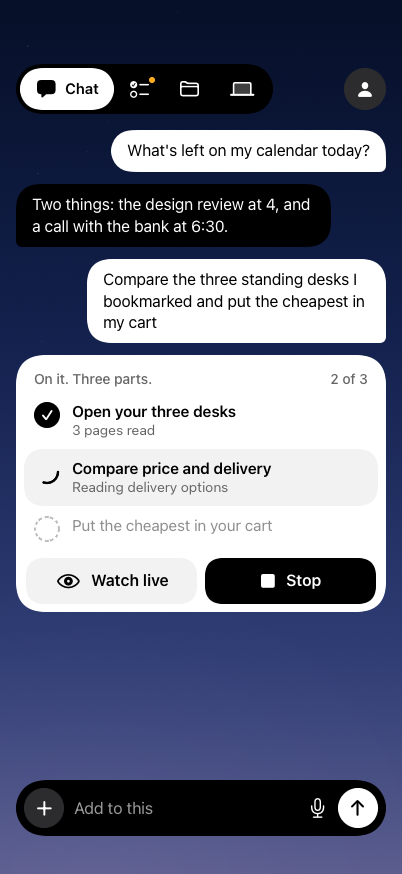 Chat
What's left on my calendar today?
Two things: the design review at 4, and
a call with the bank at 6:30.
Compare the three standing desks I
bookmarked and put the cheapest in
my cart
On it. Three parts.
2 of 3
Open your three desks
3 pages read
Compare price and delivery
Reading delivery options
Put the cheapest in your cart
Watch live
Stop
Add to this